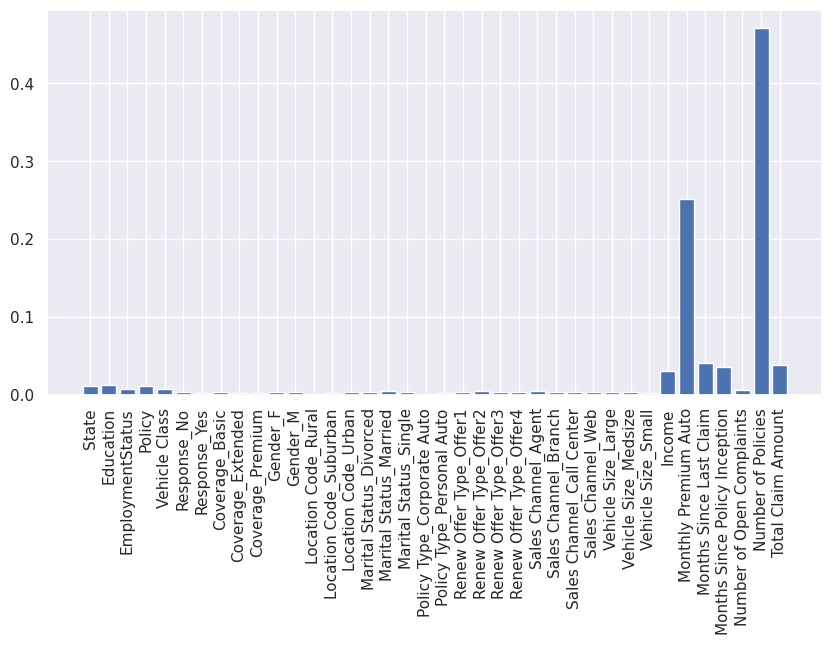 0.4
0.3
0.2
0.1
0.0
State
Education
EmploymentStatus
Policy
Vehicle Class
Response_No
Response_Yes
Coverage_Basic
Coverage_Extended
Coverage_Premium
Gender_F
Gender_M
Location Code_Rural
Location Code_Suburban
Location Code_Urban
Marital Status_Divorced
Marital Status_Married
Marital Status_Single
Policy Type_Corporate Auto
Policy Type_Personal Auto
Renew Offer Type_Offer1
Renew Offer Type_Offer2
Renew Offer Type_Offer3
Renew Offer Type_Offer4
Sales Channel_Agent
Sales Channel_Branch
Sales Channel_Call Center
Sales Channel_Web
Vehicle Size_Large
Vehicle Size_Medsize
Vehicle Size_Small
Income
Monthly Premium Auto
Months Since Last Claim
Months Since Policy Inception
Number of Open Complaints
Number of Policies
Total Claim Amount